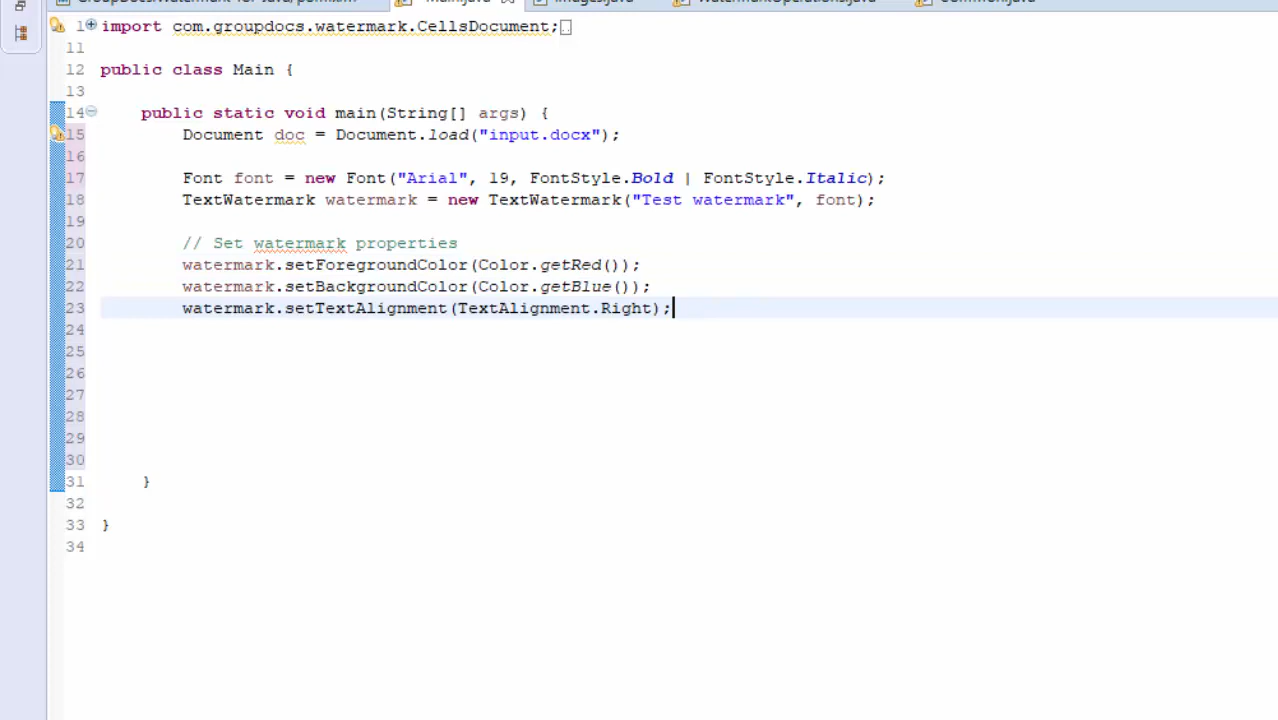 Main.java
1 import com.groupdocs.watermark.CellsDocument;
11
12 public class Main {
13
14 public static void main(String[] args) {
15 Document doc = Document.load("input.docx");
16
17 Font font = new Font("Arial", 19, FontStyle.Bold | FontStyle.Italic);
18 TextWatermark watermark = new TextWatermark("Test watermark", font);
19
20 // Set watermark properties
21 watermark.setForegroundColor(Color.getRed());
22 watermark.setBackgroundColor(Color.getBlue());
23 watermark.setTextAlignment(TextAlignment.Right);
24
25
26
27
28
29
30
31 }
32
33 }
34